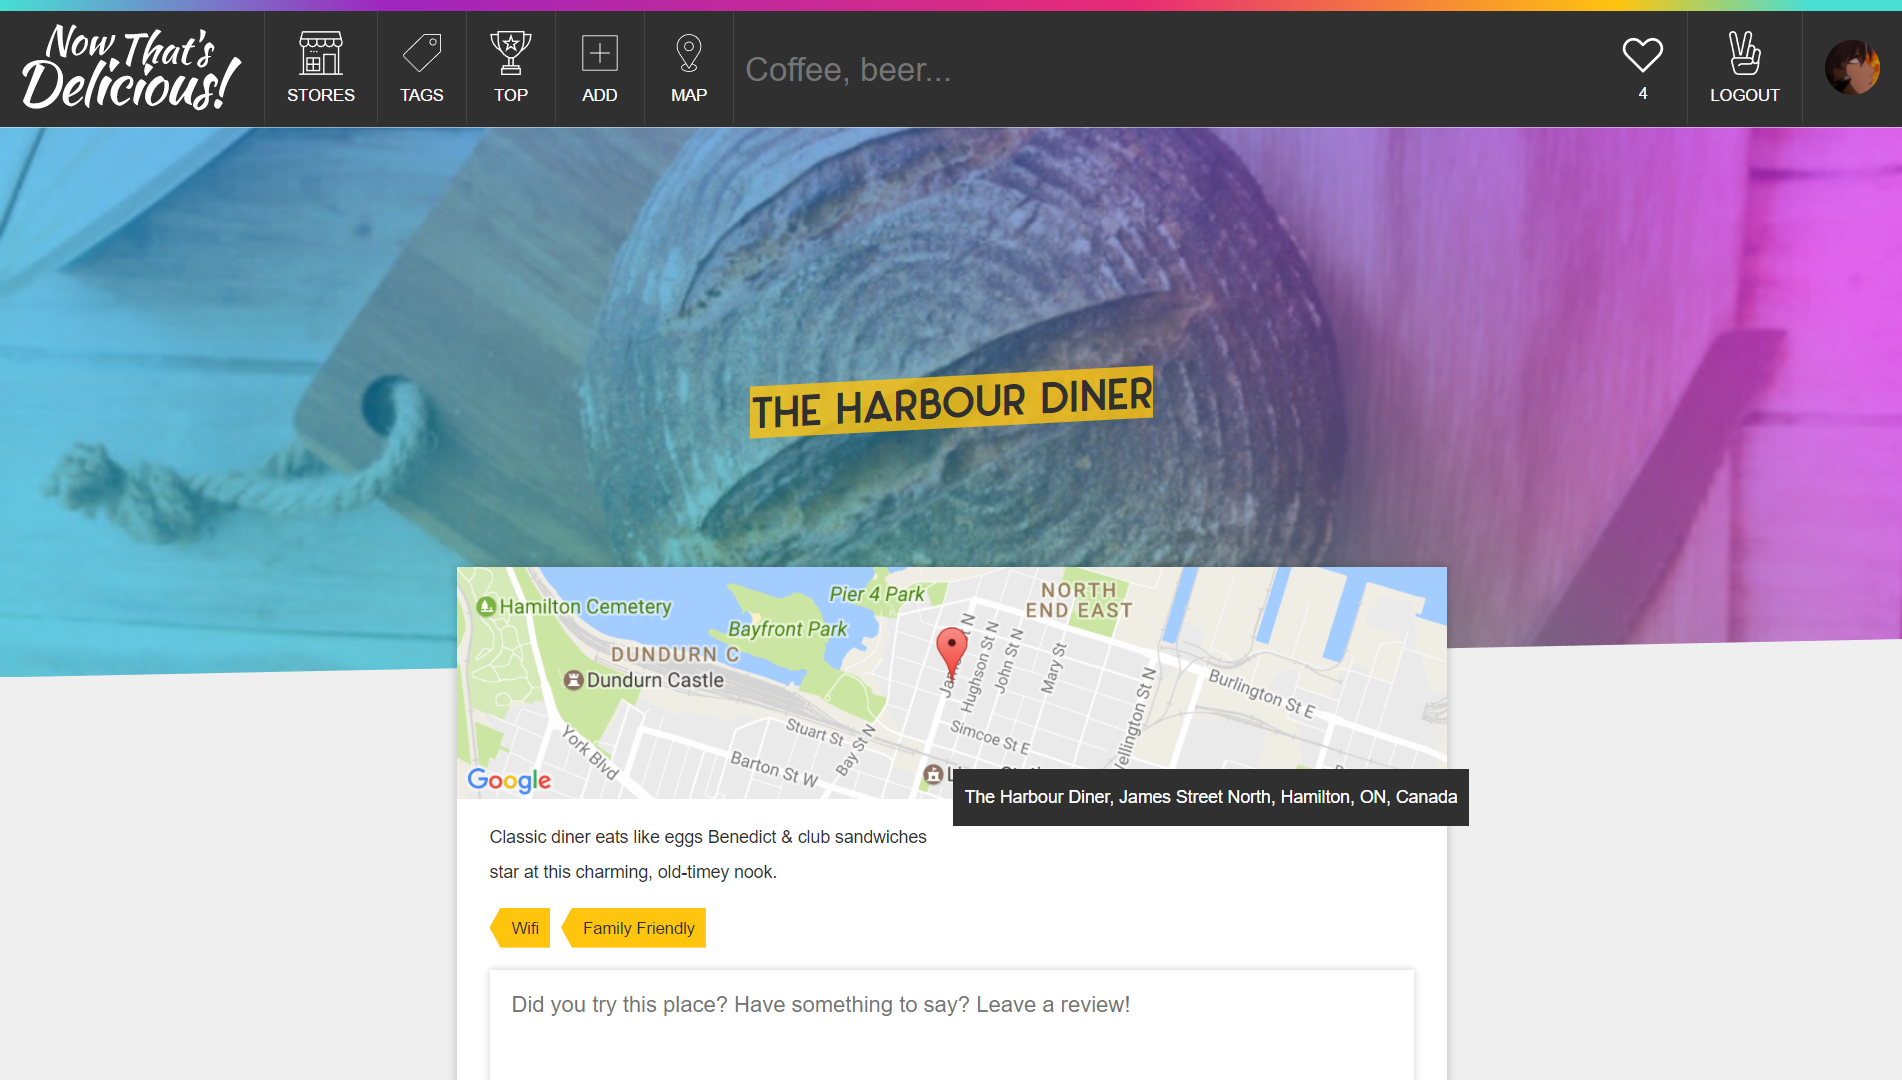 Now That's
Delicious!
STORES
TAGS
TOP
ADD
MAP
Coffee, beer...
4
LOGOUT
THE HARBOUR DINER
Hamilton Cemetery
Pier 4 Park
NORTH
END EAST
Bayfront Park
DUNDURN C
Dundurn Castle
Hughson St N
John St N
Mary St
Burlington St E
York Blvd
Stuart St
Bay St N
Simcoe St E
Barton St W
Google
The Harbour Diner, James Street North, Hamilton, ON, Canada
Classic diner eats like eggs Benedict & club sandwiches
star at this charming, old-timey nook.
Wifi
Family Friendly
Did you try this place? Have something to say? Leave a review!